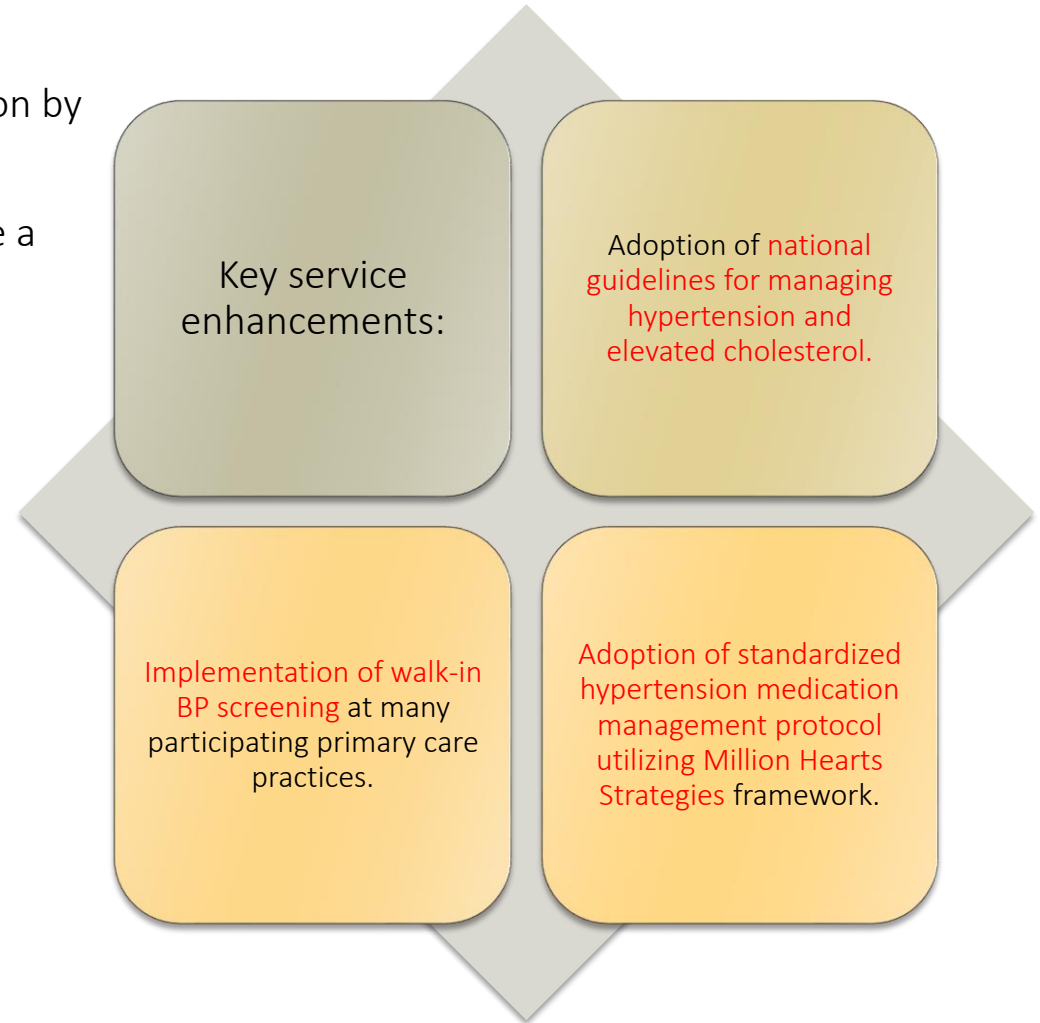 on by
e a
Key service
enhancements:
Adoption of national
guidelines for managing
hypertension and
elevated cholesterol.
Implementation of walk-in
BP screening at many
participating primary care
practices.
Adoption of standardized
hypertension medication
management protocol
utilizing Million Hearts
Strategies framework.